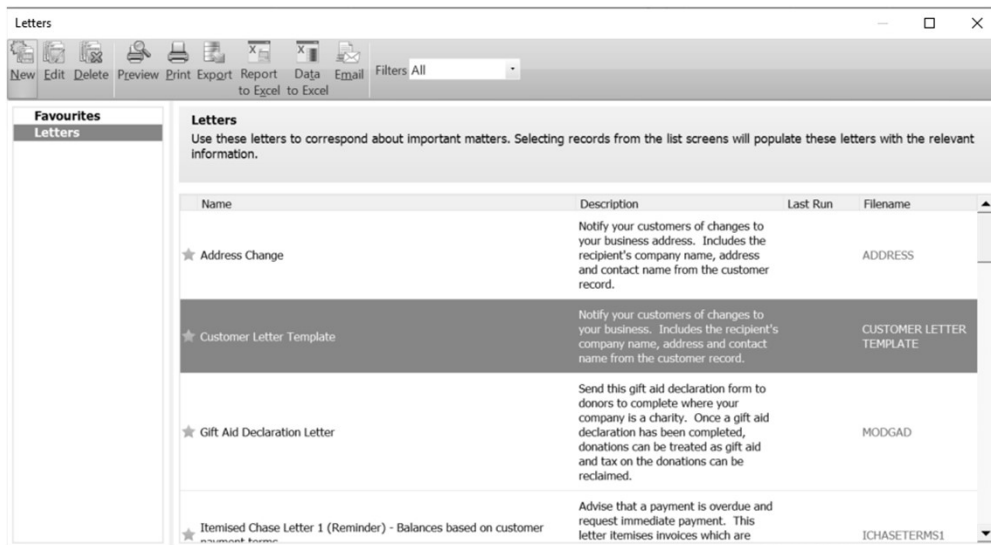 Letters
New Edit Delete Preview Print Export Report to Excel Data to Excel Email Filters All
Favourites
Letters
Letters
Use these letters to correspond about important matters. Selecting records from the list screens will populate these letters with the relevant
information.
Name Description Last Run Filename
Address Change
Notify your customers of changes to
your business address. Includes the
recipient's company name, address
and contact name from the customer
record.
ADDRESS
Customer Letter Template
Notify your customers of changes to
your business. Includes the recipient's
company name, address and contact
name from the customer record.
CUSTOMER LETTER
TEMPLATE
Gift Aid Declaration Letter
Send this gift aid declaration form to
donors to complete where your
company is a charity. Once a gift aid
declaration has been completed,
donations can be treated as gift aid
and tax on the donations can be
reclaimed.
MODGAD
Itemised Chase Letter 1 (Reminder) - Balances based on customer
payment terms
Advise that a payment is overdue and
request immediate payment. This
letter itemises invoices which are
ICHASETERMS1